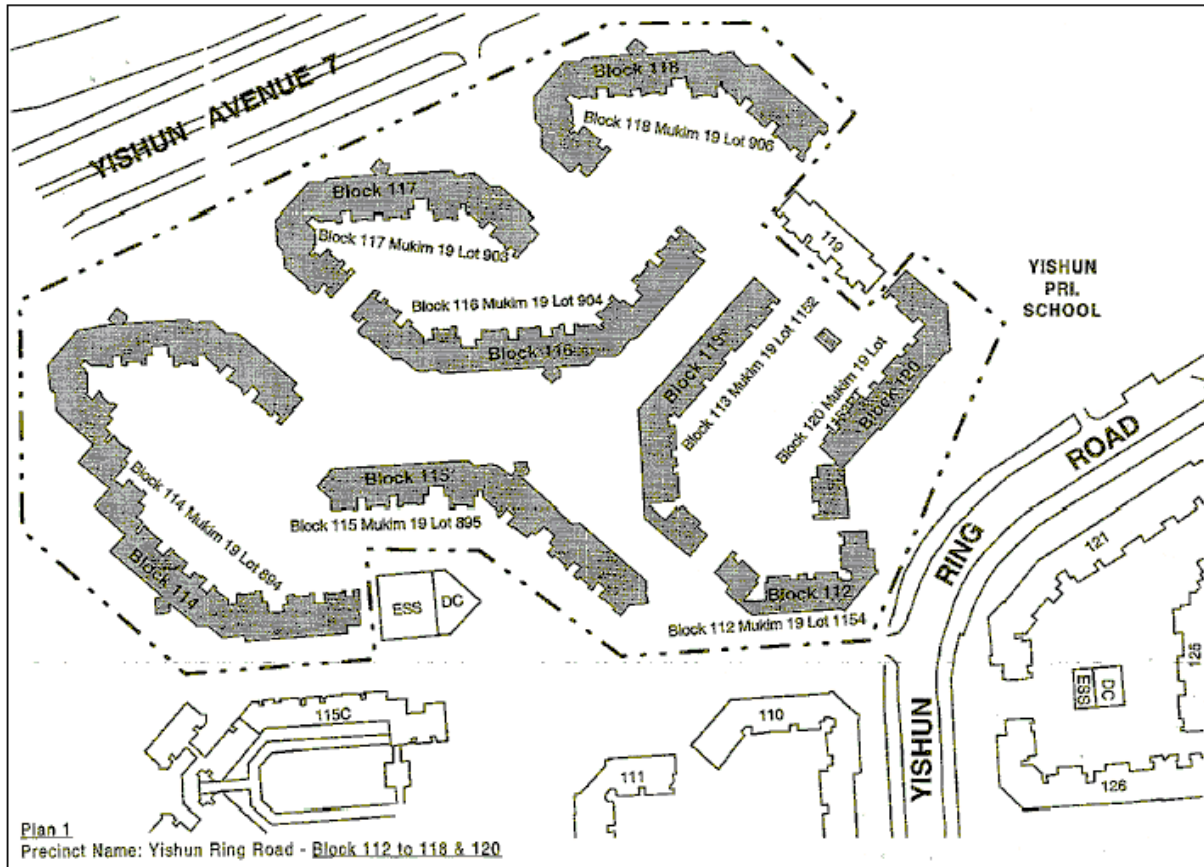 YISHUN AVENUE 7
Block 118
Block 118 Mukim 19 Lot 906
Block 117
Block 117 Mukim 19 Lot 903
119
YISHUN
PRI.
SCHOOL
Block 116 Mukim 19 Lot 904
Block 116
Block 113
Block 113 Mukim 19 Lot 1152
Block 120 Mukim 19 Lot
Block 120
Block 115
Block 115 Mukim 19 Lot 895
Block 114 Mukim 19 Lot 894
Block 114
ESS
DC
Block 112
Block 112 Mukim 19 Lot 1154
YISHUN RING ROAD
121
125
DC
ESS
126
115C
110
111
Plan 1
Precinct Name: Yishun Ring Road - Block 112 to 118 & 120